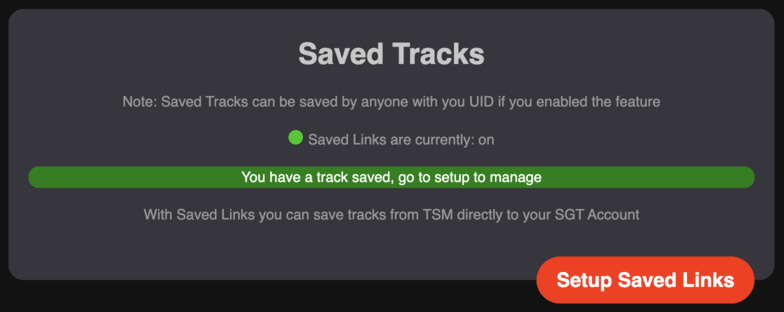 Saved Tracks
Note: Saved Tracks can be saved by anyone with you UID if you enabled the feature
Saved Links are currently: on
You have a track saved, go to setup to manage
With Saved Links you can save tracks from TSM directly to your SGT Account
Setup Saved Links